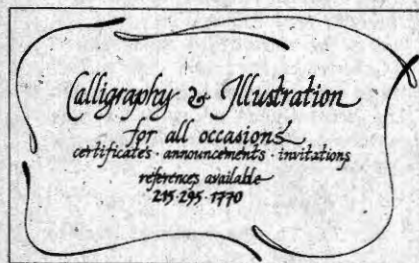 Calligraphy & Illustration
for all occasions
certificates · announcements · invitations
references available
215·295·1770